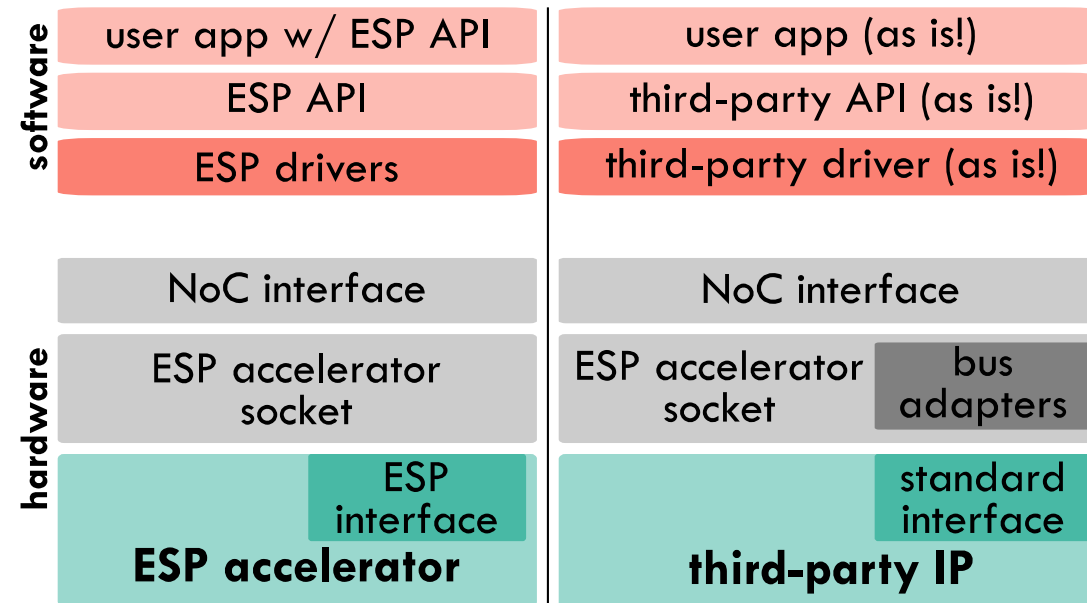 software
user app w/ ESP API
ESP API
ESP drivers
user app (as is!)
third-party API (as is!)
third-party driver (as is!)
hardware
NoC interface
ESP accelerator
socket
ESP
interface
ESP accelerator
NoC interface
ESP accelerator
socket
bus
adapters
standard
interface
third-party IP